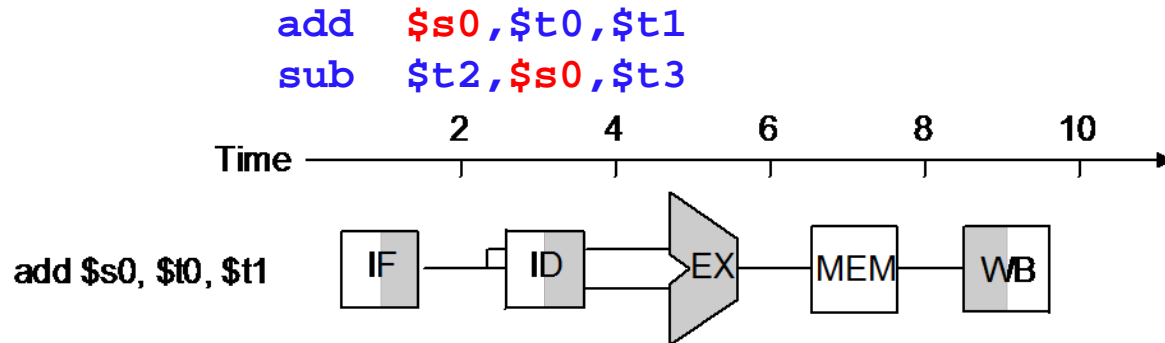 add $s0,$t0,$t1
sub $t2,$s0,$t3
2 4 6 8 10
Time
add $s0, $t0, $t1 IF ID EX MEM WB